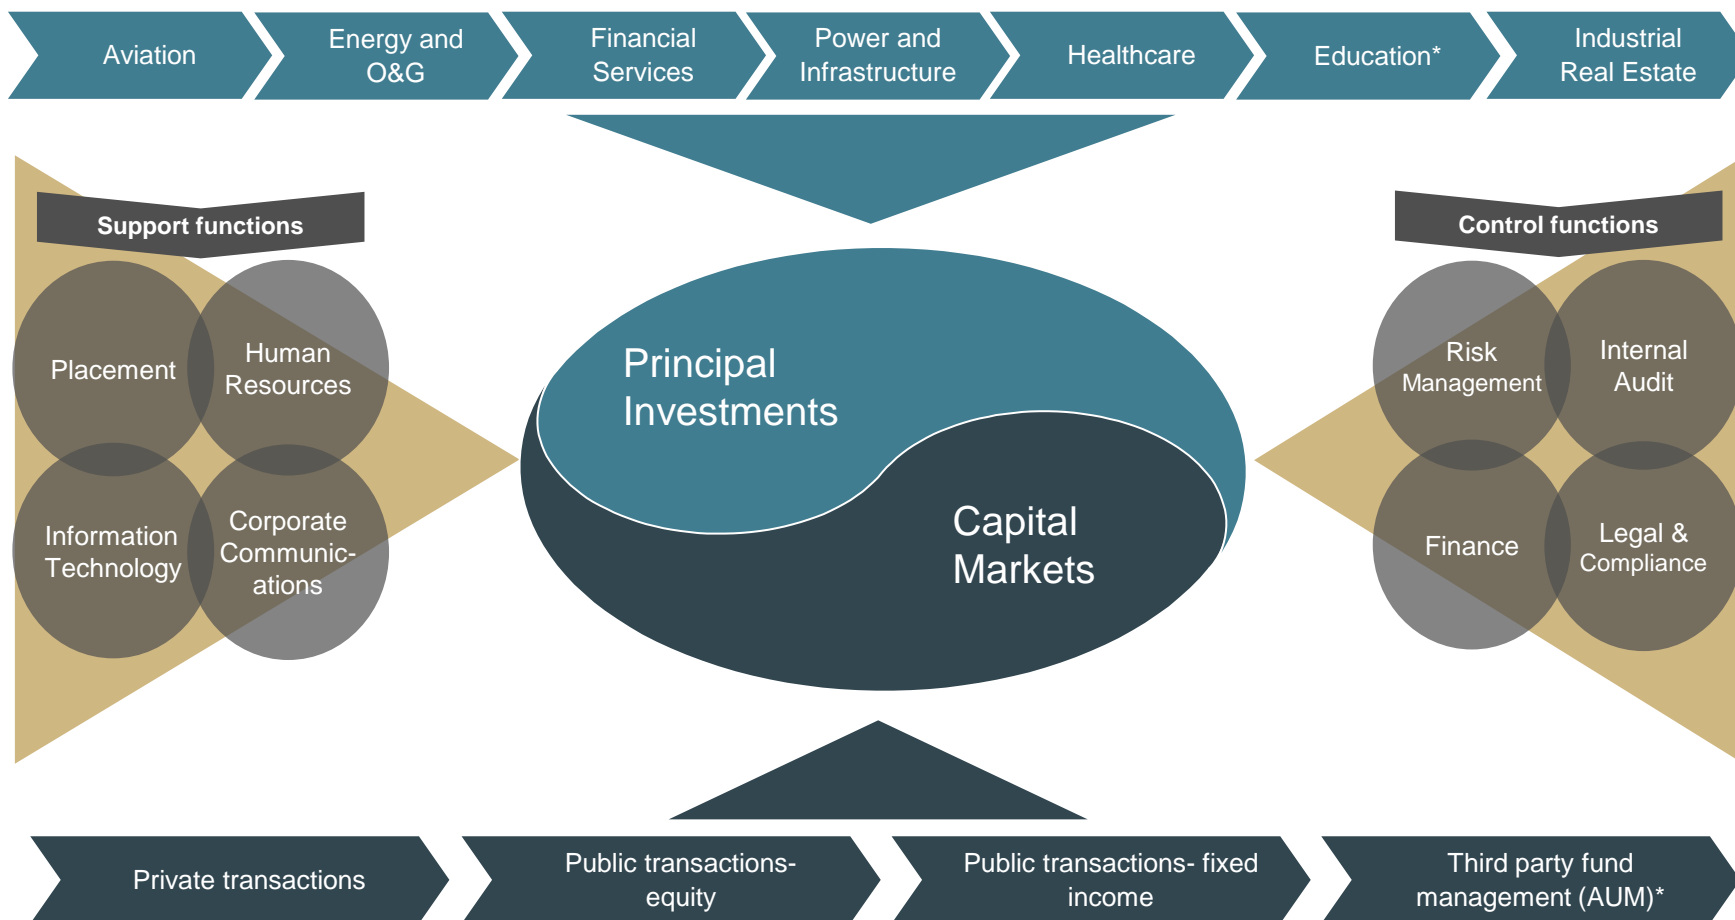 Aviation
Energy and
O&G
Financial
Services
Power and
Infrastructure
Healthcare
Education*
Industrial
Real Estate
Support functions
Placement
Human
Resources
Information
Technology
Corporate
Communic-
ations
Principal
Investments
Capital
Markets
Control functions
Risk
Management
Internal
Audit
Finance
Legal &
Compliance
Private transactions
Public transactions-
equity
Public transactions- fixed
income
Third party fund
management (AUM)*